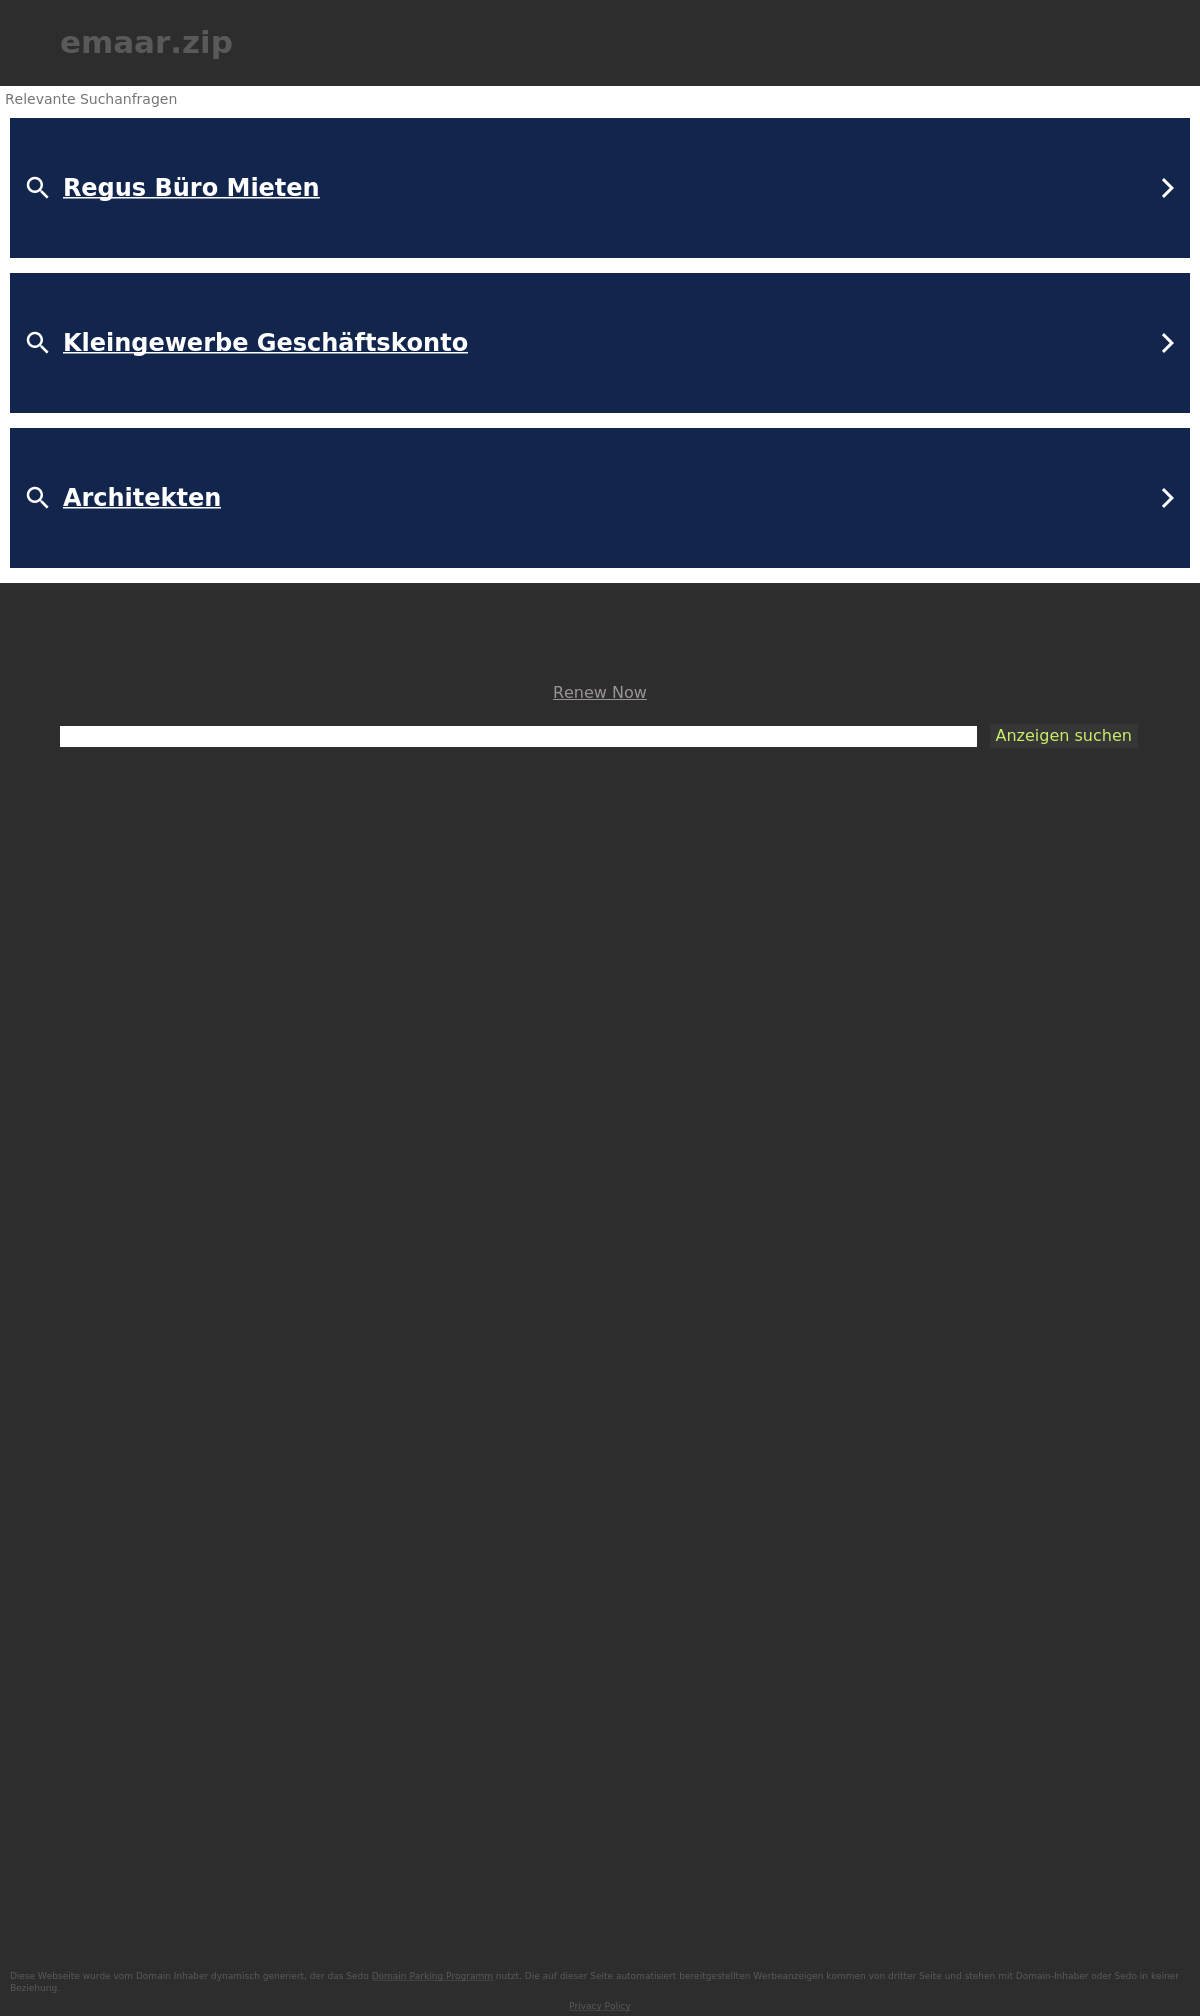 emaar.zip
Relevante Suchanfragen
Regus Büro Mieten
Kleingewerbe Geschäftskonto
Architekten
Renew Now
Anzeigen suchen
Diese Webseite wurde vom Domain Inhaber dynamisch generiert, der das Sedo Domain Parking Programm nutzt. Die auf dieser Seite automatisiert bereitgestellten Werbeanzeigen kommen von dritter Seite und stehen mit Domain-Inhaber oder Sedo in keiner
Beziehung.
Privacy Policy